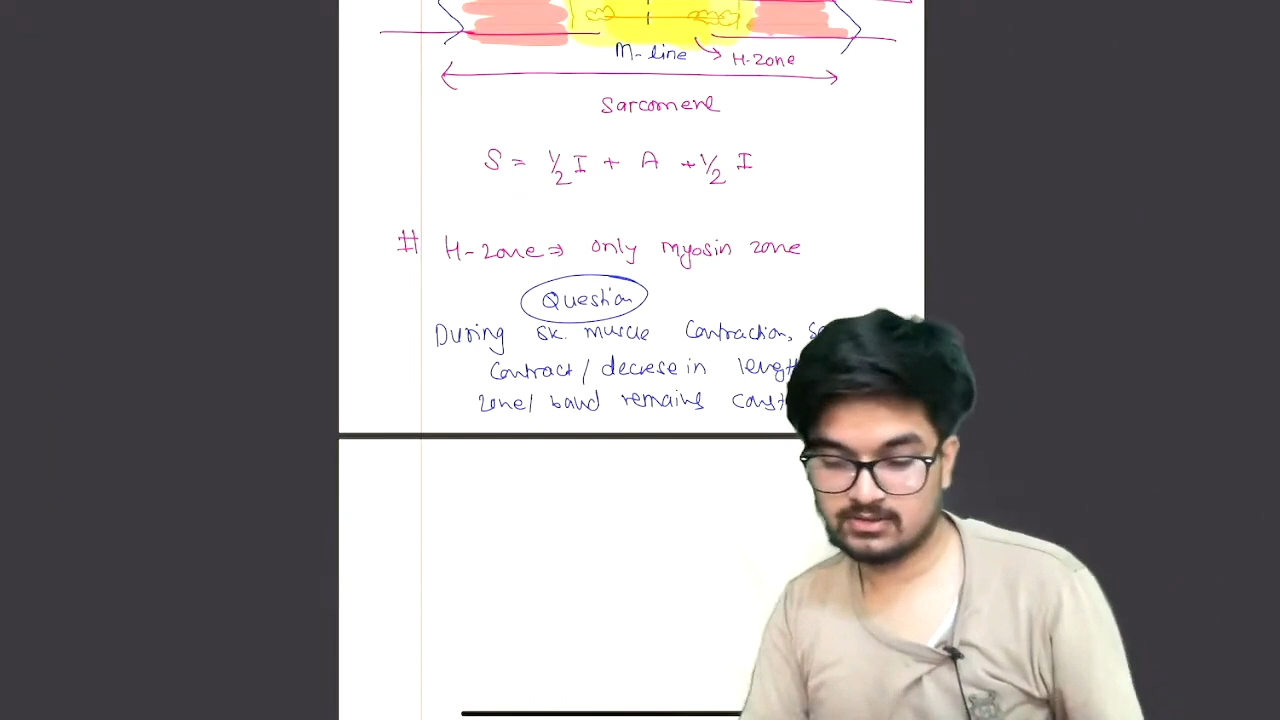 M-line → H-zone
Sarcomere
S = 1/2 I + A + 1/2 I
# H-zone ⇒ only myosin zone
Question
During sk. muscle Contraction,
Contract / decrese in
zone/ band remains